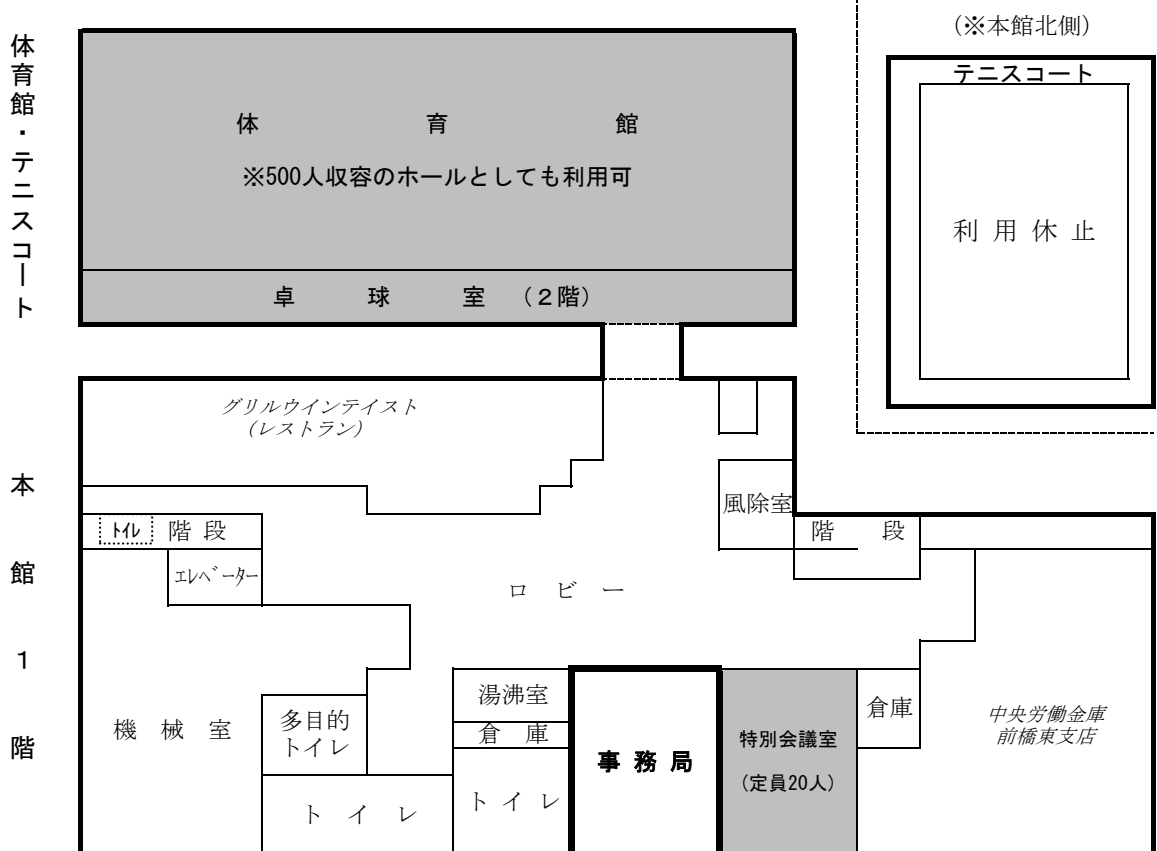 体育館・テニスコート
(※本館北側)
テニスコート
利用休止
体育館
※500人収容のホールとしても利用可
卓球室（２階）
本館１階
グリルウインテイスト
(レストラン)
風除室
ﾄｲﾚ
階段
階段
ｴﾚﾍﾞｰﾀｰ
ロビー
湯沸室
倉庫
倉庫
機械室
多目的
トイレ
事務局
特別会議室
(定員20人)
中央労働金庫
前橋東支店
トイレ
トイレ